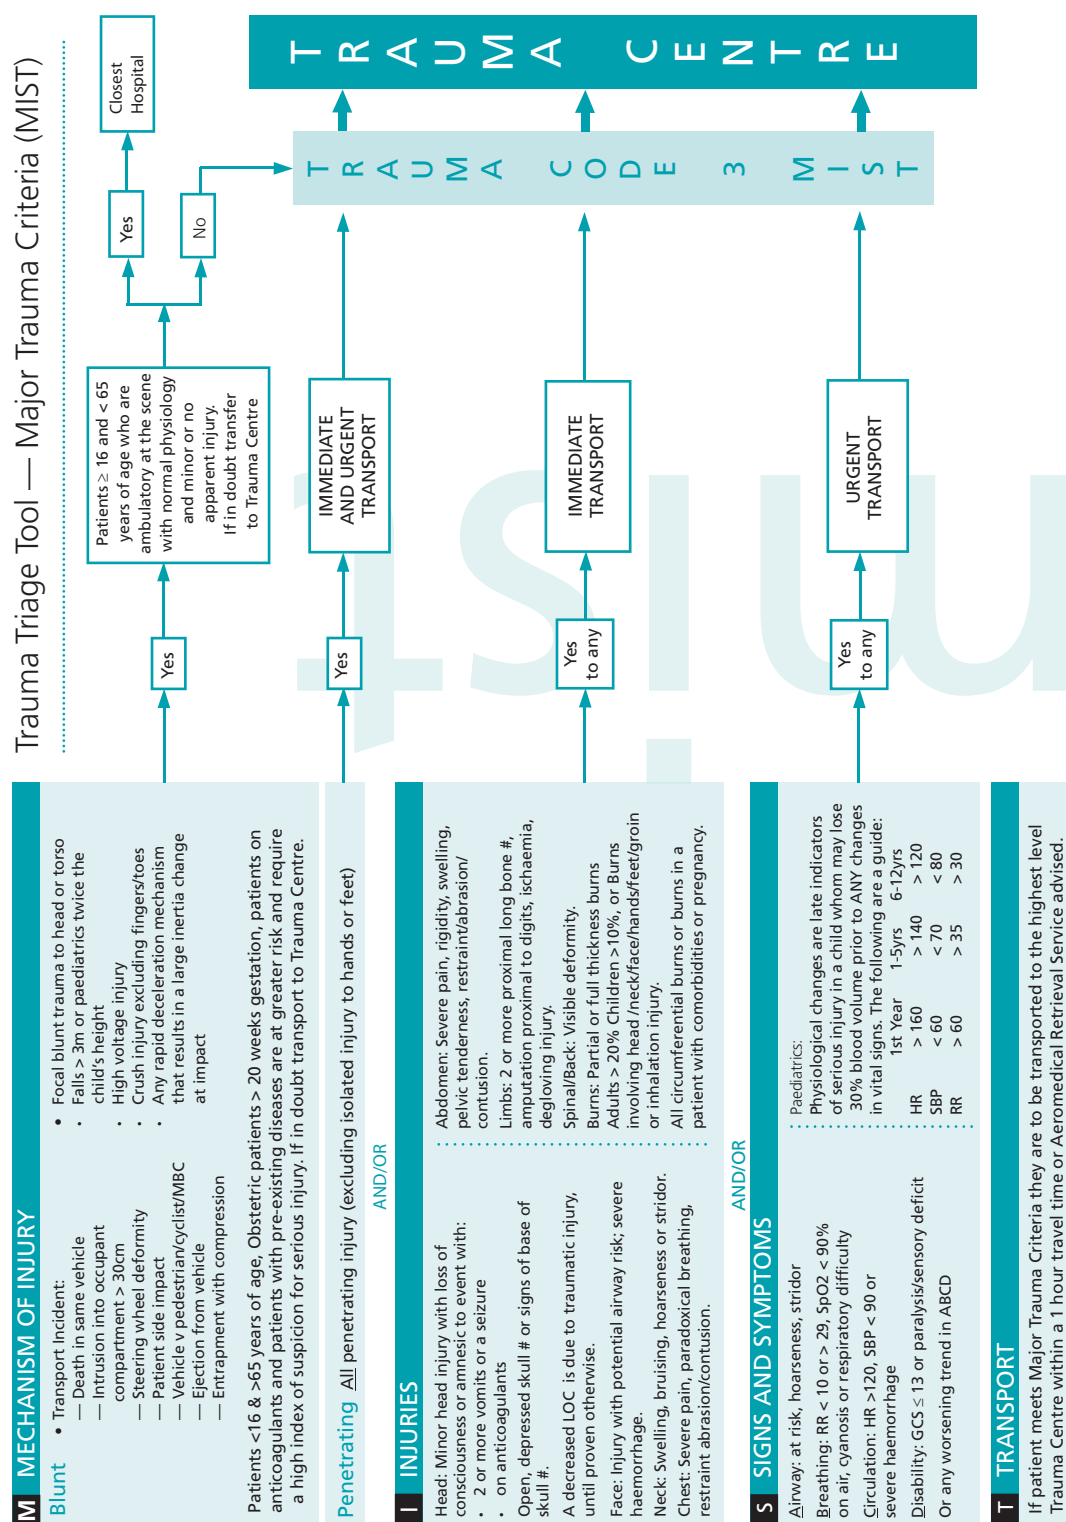 Trauma Triage Tool — Major Trauma Criteria (MIST)
M MECHANISM OF INJURY
Blunt
• Transport Incident:
— Death in same vehicle
— Intrusion into occupant
compartment > 30cm
— Steering wheel deformity
— Patient side impact
— Vehicle v pedestrian/cyclist/MBC
— Ejection from vehicle
— Entrapment with compression
• Focal blunt trauma to head or torso
• Falls > 3m or paediatrics twice the
child's height
• High voltage injury
• Crush injury excluding fingers/toes
• Any rapid deceleration mechanism
that results in a large inertia change
at impact
Patients <16 & >65 years of age, Obstetric patients > 20 weeks gestation, patients on
anticoagulants and patients with pre-existing diseases are at greater risk and require
a high index of suspicion for serious injury. If in doubt transport to Trauma Centre.
Yes
Patients ≥ 16 and < 65
years of age who are
ambulatory at the scene
with normal physiology
and minor or no
apparent injury.
If in doubt transfer
to Trauma Centre
Yes
Closest
Hospital
No
Penetrating All penetrating injury (excluding isolated injury to hands or feet)
Yes
IMMEDIATE
AND URGENT
TRANSPORT
AND/OR
I INJURIES
Head: Minor head injury with loss of
consciousness or amnesic to event with:
• 2 or more vomits or a seizure
• on anticoagulants
Open, depressed skull # or signs of base of
skull #.
A decreased LOC is due to traumatic injury,
until proven otherwise.
Face: Injury with potential airway risk; severe
haemorrhage.
Neck: Swelling, bruising, hoarseness or stridor.
Chest: Severe pain, paradoxical breathing,
restraint abrasion/contusion.
Abdomen: Severe pain, rigidity, swelling,
pelvic tenderness, restraint/abrasion/
contusion.
Limbs: 2 or more proximal long bone #,
amputation proximal to digits, ischaemia,
degloving injury.
Spinal/Back: Visible deformity.
Burns: Partial or full thickness burns
Adults > 20% Children >10%, or Burns
involving head /neck/face/hands/feet/groin
or inhalation injury.
All circumferential burns or burns in a
patient with comorbidities or pregnancy.
Yes
to any
IMMEDIATE
TRANSPORT
AND/OR
S SIGNS AND SYMPTOMS
Airway: at risk, hoarseness, stridor
Breathing: RR < 10 or > 29, SpO2 < 90%
on air, cyanosis or respiratory difficulty
Circulation: HR >120, SBP < 90 or
severe haemorrhage
Disability: GCS ≤ 13 or paralysis/sensory deficit
Or any worsening trend in ABCD
Paediatrics:
Physiological changes are late indicators
of serious injury in a child whom may lose
30% blood volume prior to ANY changes
in vital signs. The following are a guide:
1st Year 1-5yrs 6-12yrs
HR > 160 > 140 > 120
SBP < 60 < 70 < 80
RR > 60 > 35 > 30
Yes
to any
URGENT
TRANSPORT
TRAUMA CODE 3 MIST
TRAUMA CENTRE
mist
T TRANSPORT
If patient meets Major Trauma Criteria they are to be transported to the highest level
Trauma Centre within a 1 hour travel time or Aeromedical Retrieval Service advised.